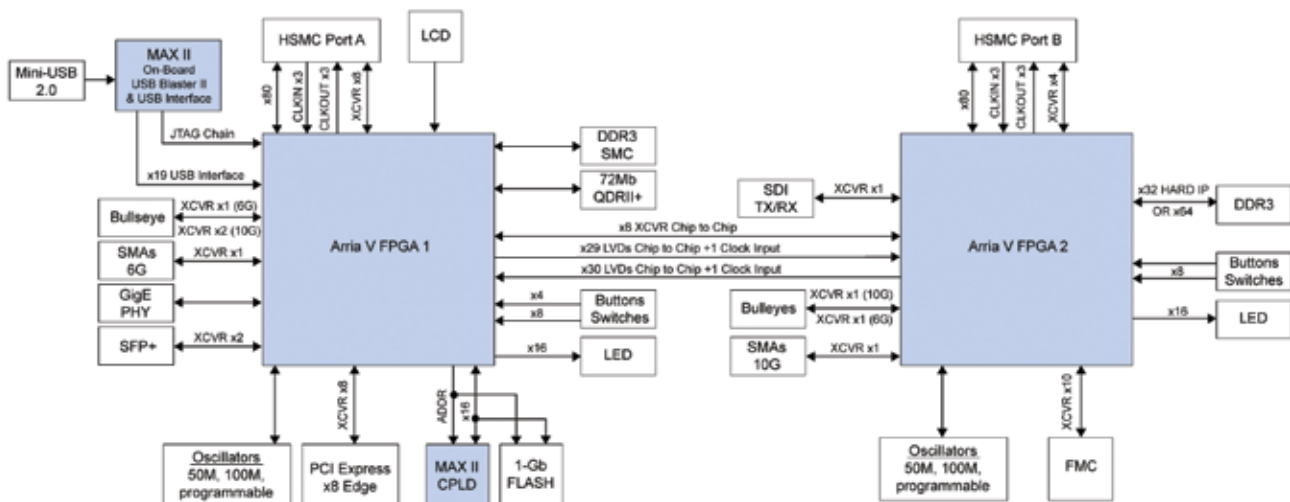 HSMC Port A
LCD
HSMC Port B
MAX II
On-Board
USB Blaster II
& USB Interface
Mini-USB
2.0
x80
CLKIN x3
CLKOUT x3
XCVR x8
x80
CLKIN x3
CLKOUT x3
XCVR x4
JTAG Chain
x19 USB Interface
DDR3
SMC
72Mb
QDRII+
SDI
TX/RX
XCVR x1
x32 HARD IP
OR x64
DDR3
Bullseye
XCVR x1 (6G)
XCVR x2 (10G)
Arria V FPGA 1
x8 XCVR Chip to Chip
x29 LVDs Chip to Chip +1 Clock Input
x30 LVDs Chip to Chip +1 Clock Input
Arria V FPGA 2
SMAs
6G
XCVR x1
GigE
PHY
SFP+
XCVR x2
x4
x8
Buttons
Switches
x16
LED
Bulleyes
XCVR x1 (10G)
XCVR x1 (6G)
SMAs
10G
XCVR x1
x8
Buttons
Switches
x16
LED
XCVR x8
ADDR
x16
XCVR x10
Oscillators
50M, 100M,
programmable
PCI Express
x8 Edge
MAX II
CPLD
1-Gb
FLASH
Oscillators
50M, 100M,
programmable
FMC